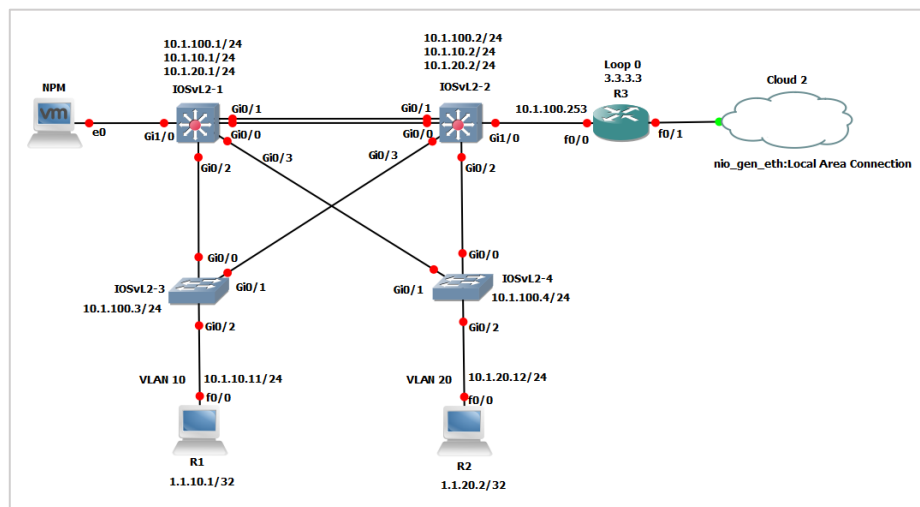 10.1.100.1/24
10.1.10.1/24
10.1.20.1/24
10.1.100.2/24
10.1.10.2/24
10.1.20.2/24
Loop 0
3.3.3.3
R3
Cloud 2
NPM
vm
IOSvL2-1
IOSvL2-2
Gi0/1
Gi0/1
10.1.100.253
e0
Gi1/0
Gi0/0
Gi0/0
Gi1/0
f0/0
f0/1
Gi0/3
Gi0/3
nio_gen_eth:Local Area Connection
Gi0/2
Gi0/2
Gi0/0
Gi0/0
IOSvL2-3
Gi0/1
Gi0/1
IOSvL2-4
10.1.100.3/24
10.1.100.4/24
Gi0/2
Gi0/2
VLAN 10
10.1.10.11/24
VLAN 20
10.1.20.12/24
f0/0
f0/0
R1
R2
1.1.10.1/32
1.1.20.2/32